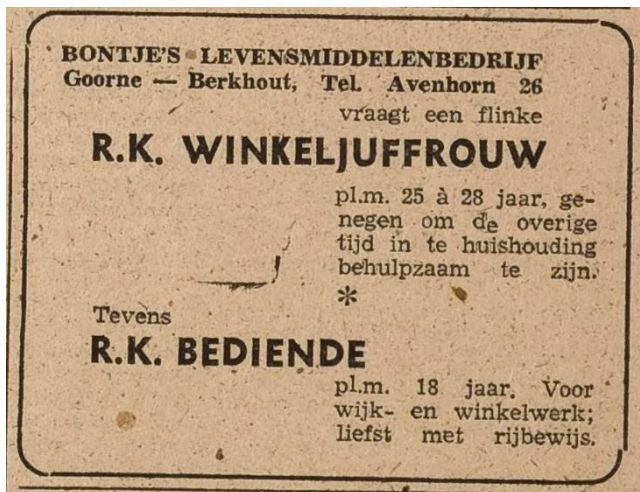 BONTJE'S LEVENSMIDDELENBEDRIJF
Goorne — Berkhout, Tel. Avenhorn 26
vraagt een flinke
R.K. WINKELJUFFROUW
pl.m. 25 à 28 jaar, ge-
negen om de overige
tijd in te huishouding
behulpzaam te zijn.
*
Tevens
R.K. BEDIENDE
pl.m. 18 jaar. Voor
wijk- en winkelwerk;
liefst met rijbewijs.